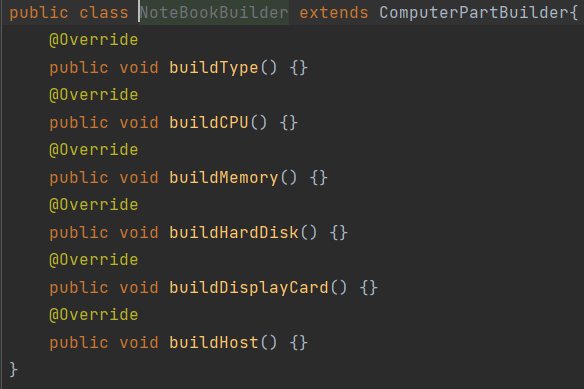 public class NoteBookBuilder extends ComputerPartBuilder{
@Override
public void buildType() {}
@Override
public void buildCPU() {}
@Override
public void buildMemory() {}
@Override
public void buildHardDisk() {}
@Override
public void buildDisplayCard() {}
@Override
public void buildHost() {}
}